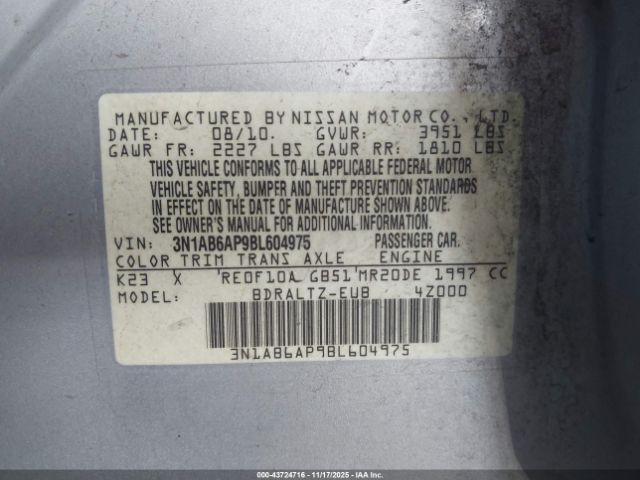 MANUFACTURED BY NISSAN MOTOR CO., LTD.
DATE: 08/10. GVWR: 3951 LBS
GAWR FR: 2227 LBS GAWR RR: 1810 LBS
THIS VEHICLE CONFORMS TO ALL APPLICABLE FEDERAL MOTOR
VEHICLE SAFETY, BUMPER AND THEFT PREVENTION STANDARDS
IN EFFECT ON THE DATE OF MANUFACTURE SHOWN ABOVE.
SEE OWNER'S MANUAL FOR ADDITIONAL INFORMATION.
VIN: 3N1AB6AP9BL604975 PASSENGER CAR.
COLOR TRIM TRANS AXLE ENGINE
K23 X 'RE0F10A GB51'MR20DE 1997 CC
MODEL: BDRALTZ-EUB 4Z000
3N1AB6AP9BL604975
00-43724716 | 11/17/2025 - IAAI.COM